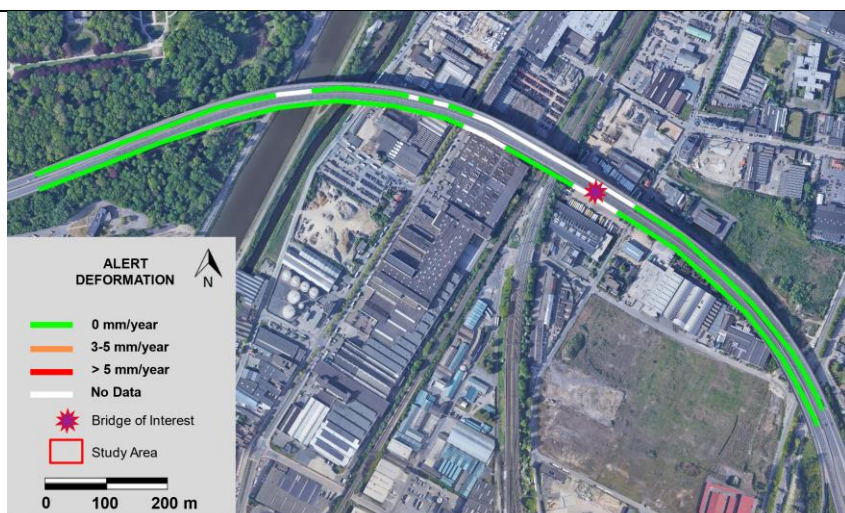 ALERT
DEFORMATION
N
0 mm/year
3-5 mm/year
> 5 mm/year
No Data
Bridge of Interest
Study Area
0 100 200 m